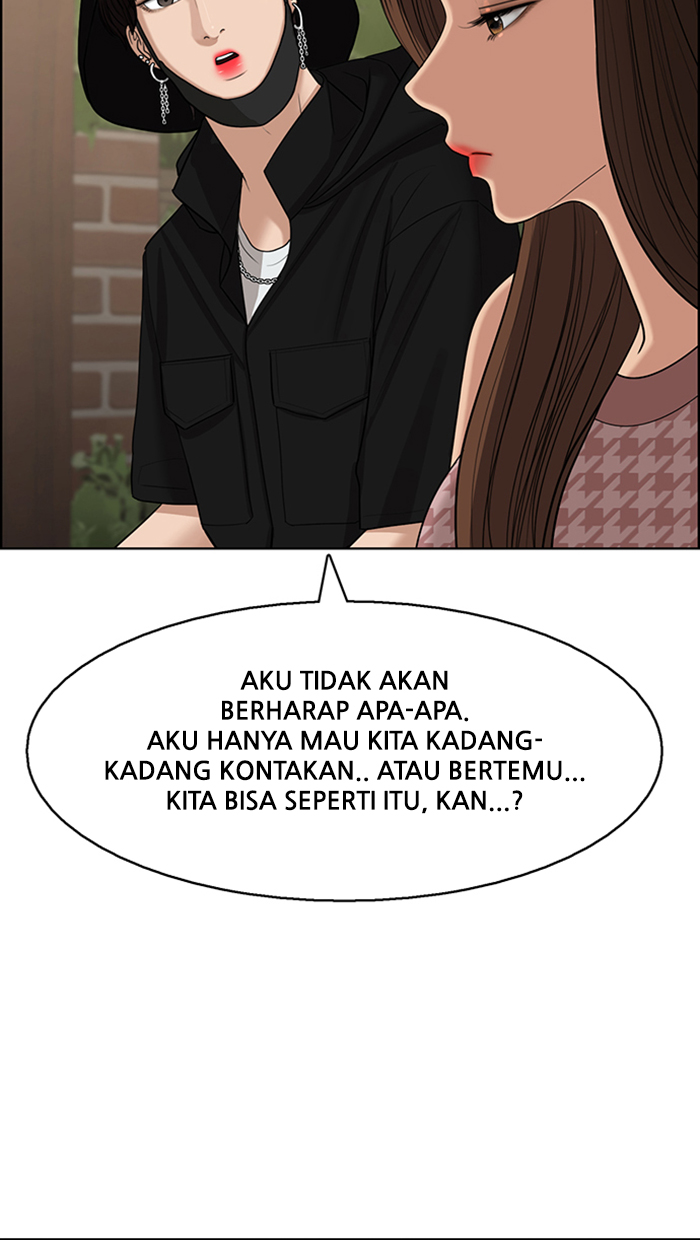 AKU TIDAK AKAN
BERHARAP APA-APA.
AKU HANYA MAU KITA KADANG-
KADANG KONTAKAN.. ATAU BERTEMU...
KITA BISA SEPERTI ITU, KAN...?